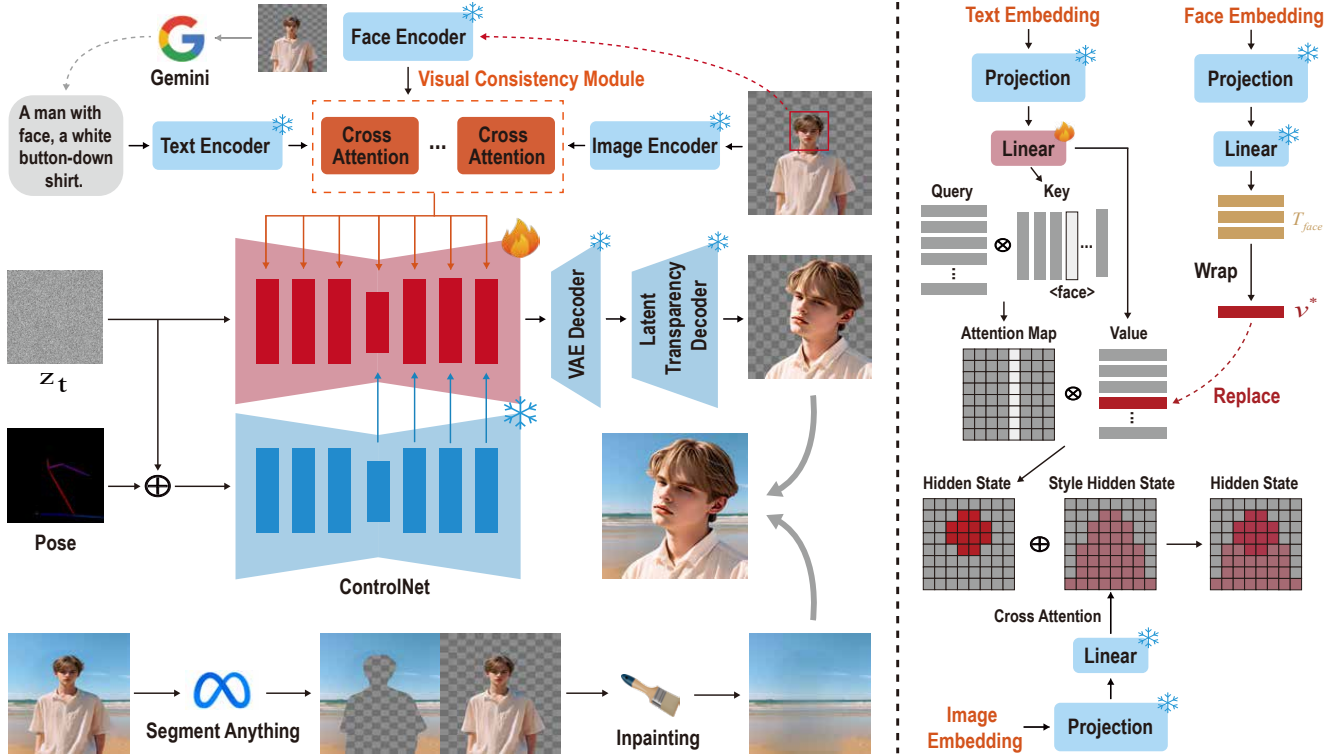 Gemini
A man with
face, a white
button-down
shirt.
Face Encoder
Visual Consistency Module
Text Encoder
Cross
Attention
...
Cross
Attention
Image Encoder
z_t
Pose
ControlNet
VAE Decoder
Latent
Transparency
Decoder
Segment Anything
Inpainting
Text Embedding
Projection
Linear
Query
Key
...
<face>
Attention Map
Value
Face Embedding
Projection
Linear
T_face
Wrap
v*
Replace
Hidden State
Style Hidden State
Hidden State
Cross Attention
Linear
Image
Embedding
Projection